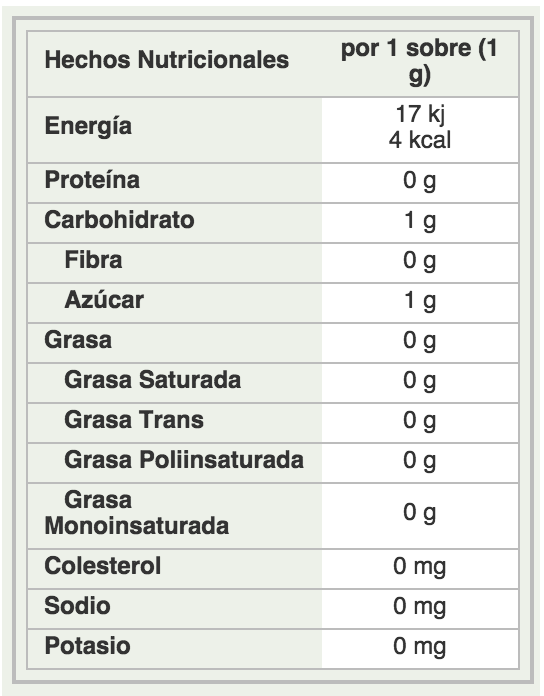 Hechos Nutricionales por 1 sobre (1
g)
Energía 17 kj
4 kcal
Proteína 0 g
Carbohidrato 1 g
Fibra 0 g
Azúcar 1 g
Grasa 0 g
Grasa Saturada 0 g
Grasa Trans 0 g
Grasa Poliinsaturada 0 g
Grasa
Monoinsaturada 0 g
Colesterol 0 mg
Sodio 0 mg
Potasio 0 mg